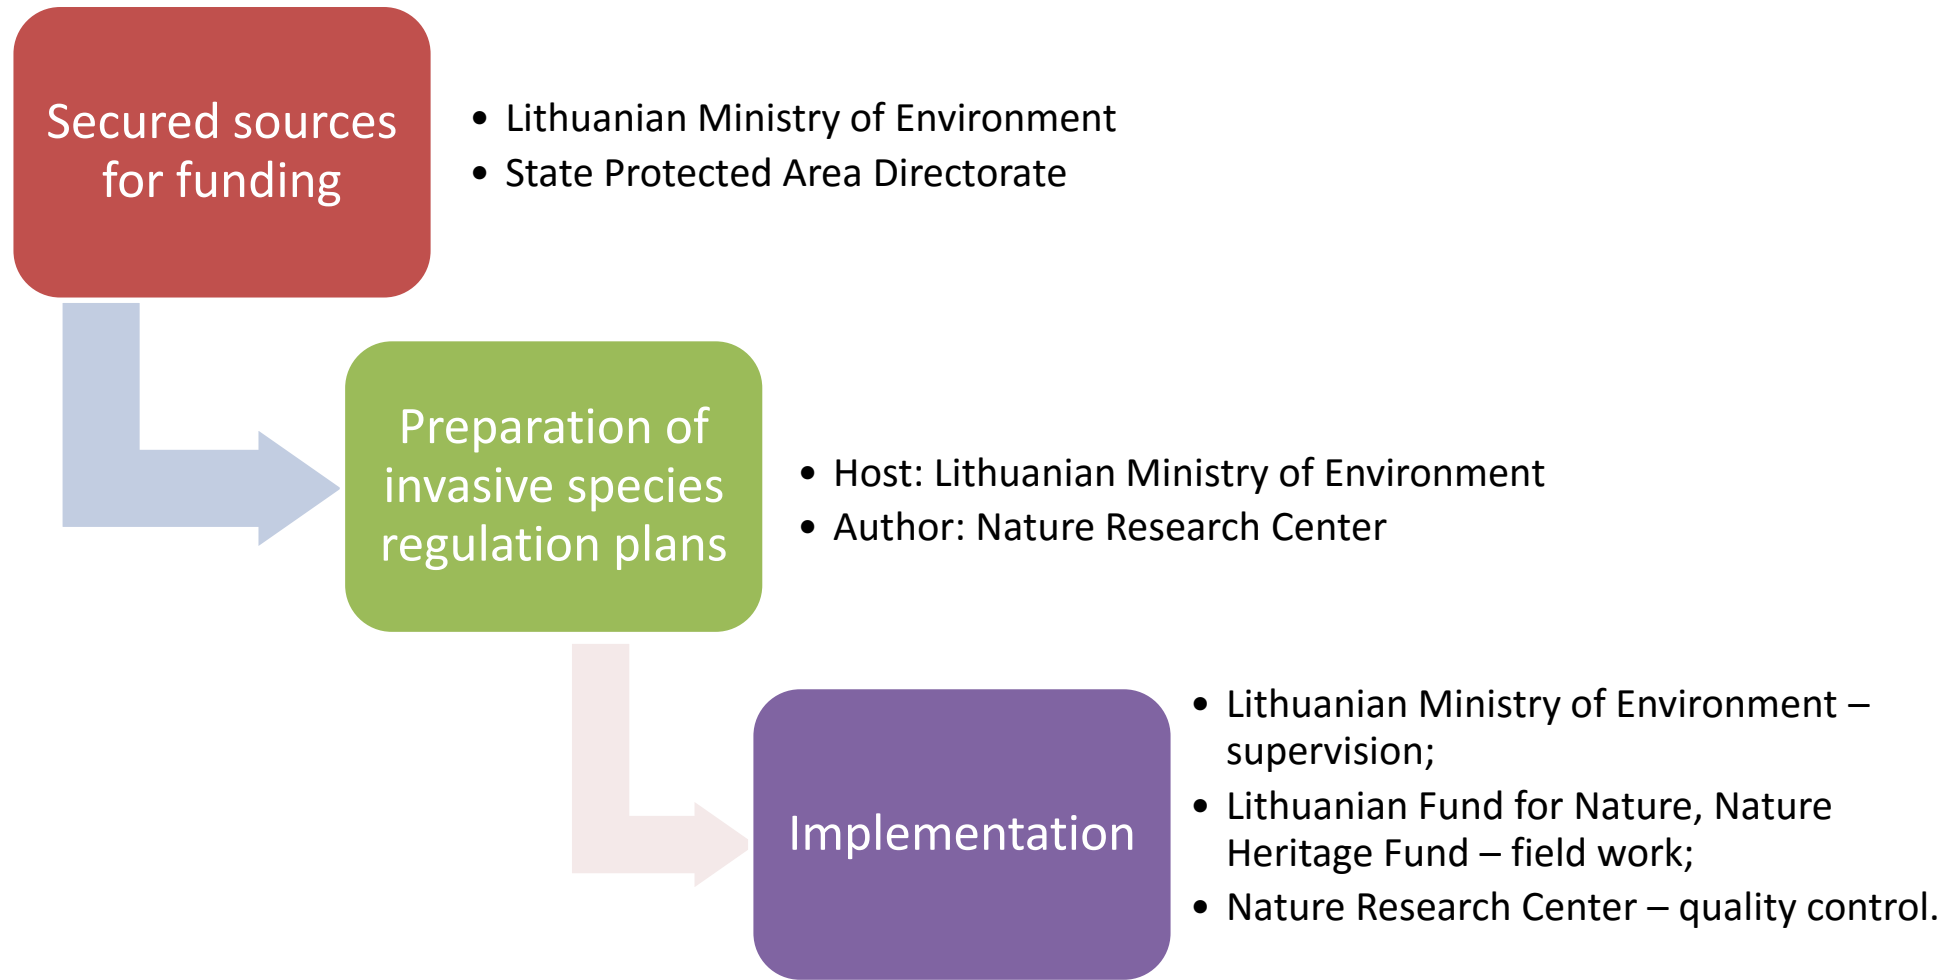 Secured sources
for funding
• Lithuanian Ministry of Environment
• State Protected Area Directorate
Preparation of
invasive species
regulation plans
• Host: Lithuanian Ministry of Environment
• Author: Nature Research Center
Implementation
• Lithuanian Ministry of Environment –
supervision;
• Lithuanian Fund for Nature, Nature
Heritage Fund – field work;
• Nature Research Center – quality control.